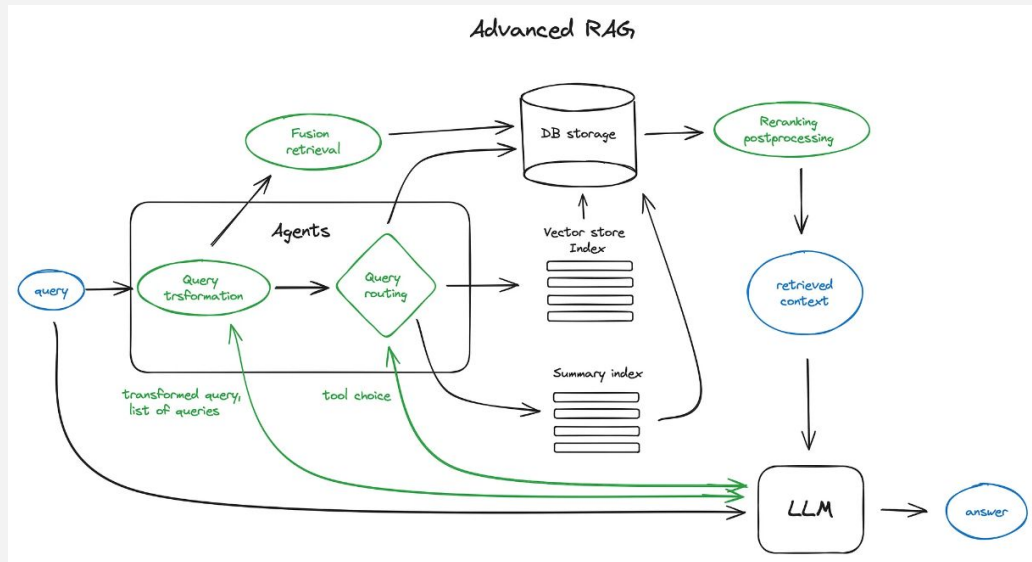 Advanced RAG
Fusion
retrieval
DB storage
Reranking
postprocessing
Agents
Vector store
Index
query
Query
trsformation
Query
routing
retrieved
context
Summary index
transformed query,
list of queries
tool choice
LLM
answer